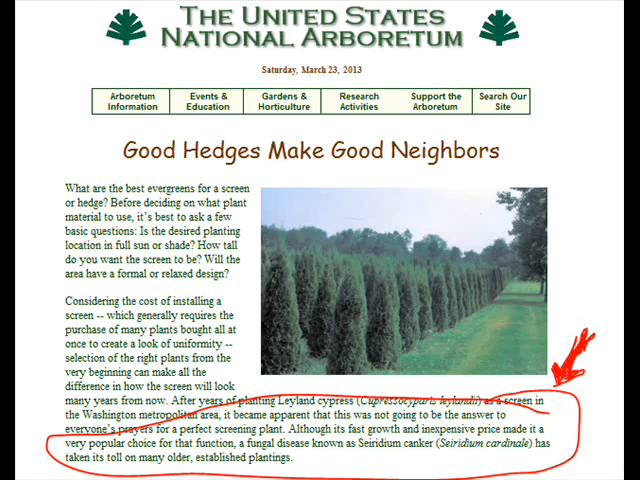 THE UNITED STATES
NATIONAL ARBORETUM
Saturday, March 23, 2013
Arboretum Information
Events & Education
Gardens & Horticulture
Research Activities
Support the Arboretum
Search Our Site
Good Hedges Make Good Neighbors
What are the best evergreens for a screen
or hedge? Before deciding on what plant
material to use, it's best to ask a few
basic questions: Is the desired planting
location in full sun or shade? How tall
do you want the screen to be? Will the
area have a formal or relaxed design?
Considering the cost of installing a
screen -- which generally requires the
purchase of many plants bought all at
once to create a look of uniformity --
selection of the right plants from the
very beginning can make all the
difference in how the screen will look
many years from now. After years of planting Leyland cypress (Cupressocyparis leylandi) as a screen in
the Washington metropolitan area, it became apparent that this was not going to be the answer to
everyone's prayers for a perfect screening plant. Although its fast growth and inexpensive price made it a
very popular choice for that function, a fungal disease known as Seiridium canker (Seiridium cardinale) has
taken its toll on many older, established plantings.